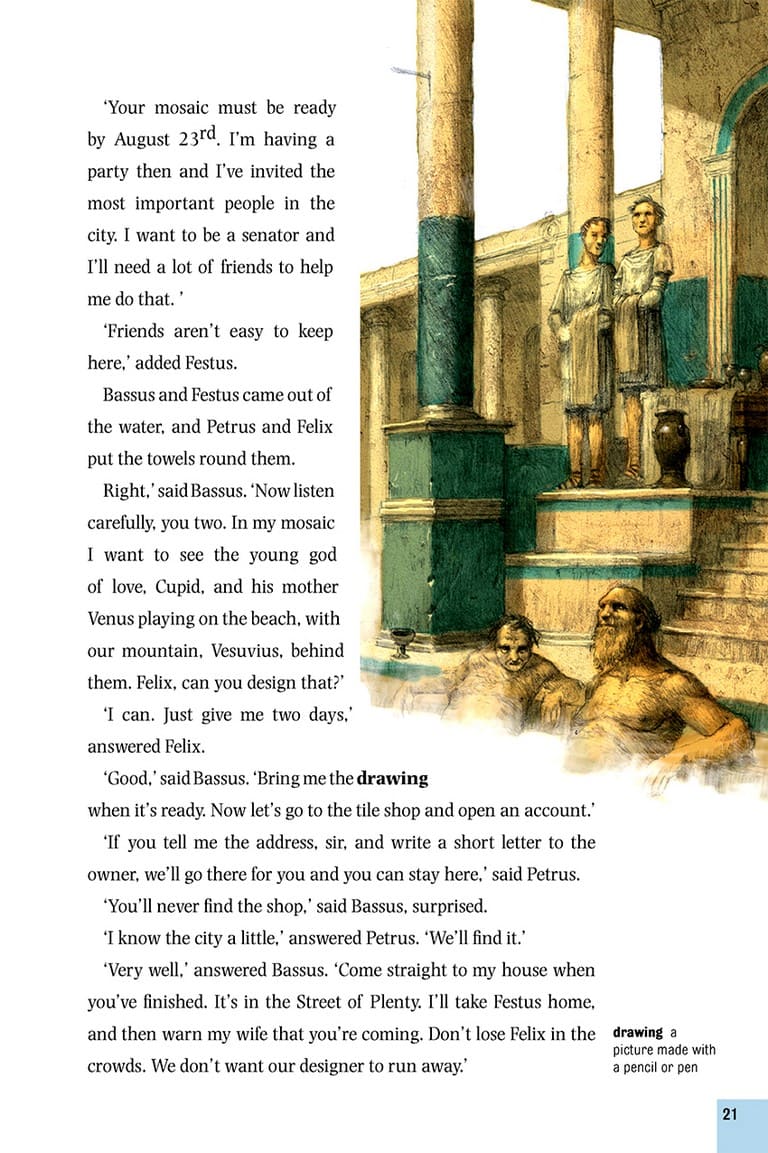 ‘Your mosaic must be ready
by August 23rd. I’m having a
party then and I’ve invited the
most important people in the
city. I want to be a senator and
I’ll need a lot of friends to help
me do that. ’
‘Friends aren’t easy to keep
here,’ added Festus.
Bassus and Festus came out of
the water, and Petrus and Felix
put the towels round them.
Right,’ said Bassus. ‘Now listen
carefully, you two. In my mosaic
I want to see the young god
of love, Cupid, and his mother
Venus playing on the beach, with
our mountain, Vesuvius, behind
them. Felix, can you design that?’
‘I can. Just give me two days,’
answered Felix.
‘Good,’ said Bassus. ‘Bring me the drawing
when it’s ready. Now let’s go to the tile shop and open an account.’
‘If you tell me the address, sir, and write a short letter to the
owner, we’ll go there for you and you can stay here,’ said Petrus.
‘You’ll never find the shop,’ said Bassus, surprised.
‘I know the city a little,’ answered Petrus. ‘We’ll find it.’
‘Very well,’ answered Bassus. ‘Come straight to my house when
you’ve finished. It’s in the Street of Plenty. I’ll take Festus home,
and then warn my wife that you’re coming. Don’t lose Felix in the
crowds. We don’t want our designer to run away.’
drawing a
picture made with
a pencil or pen
21